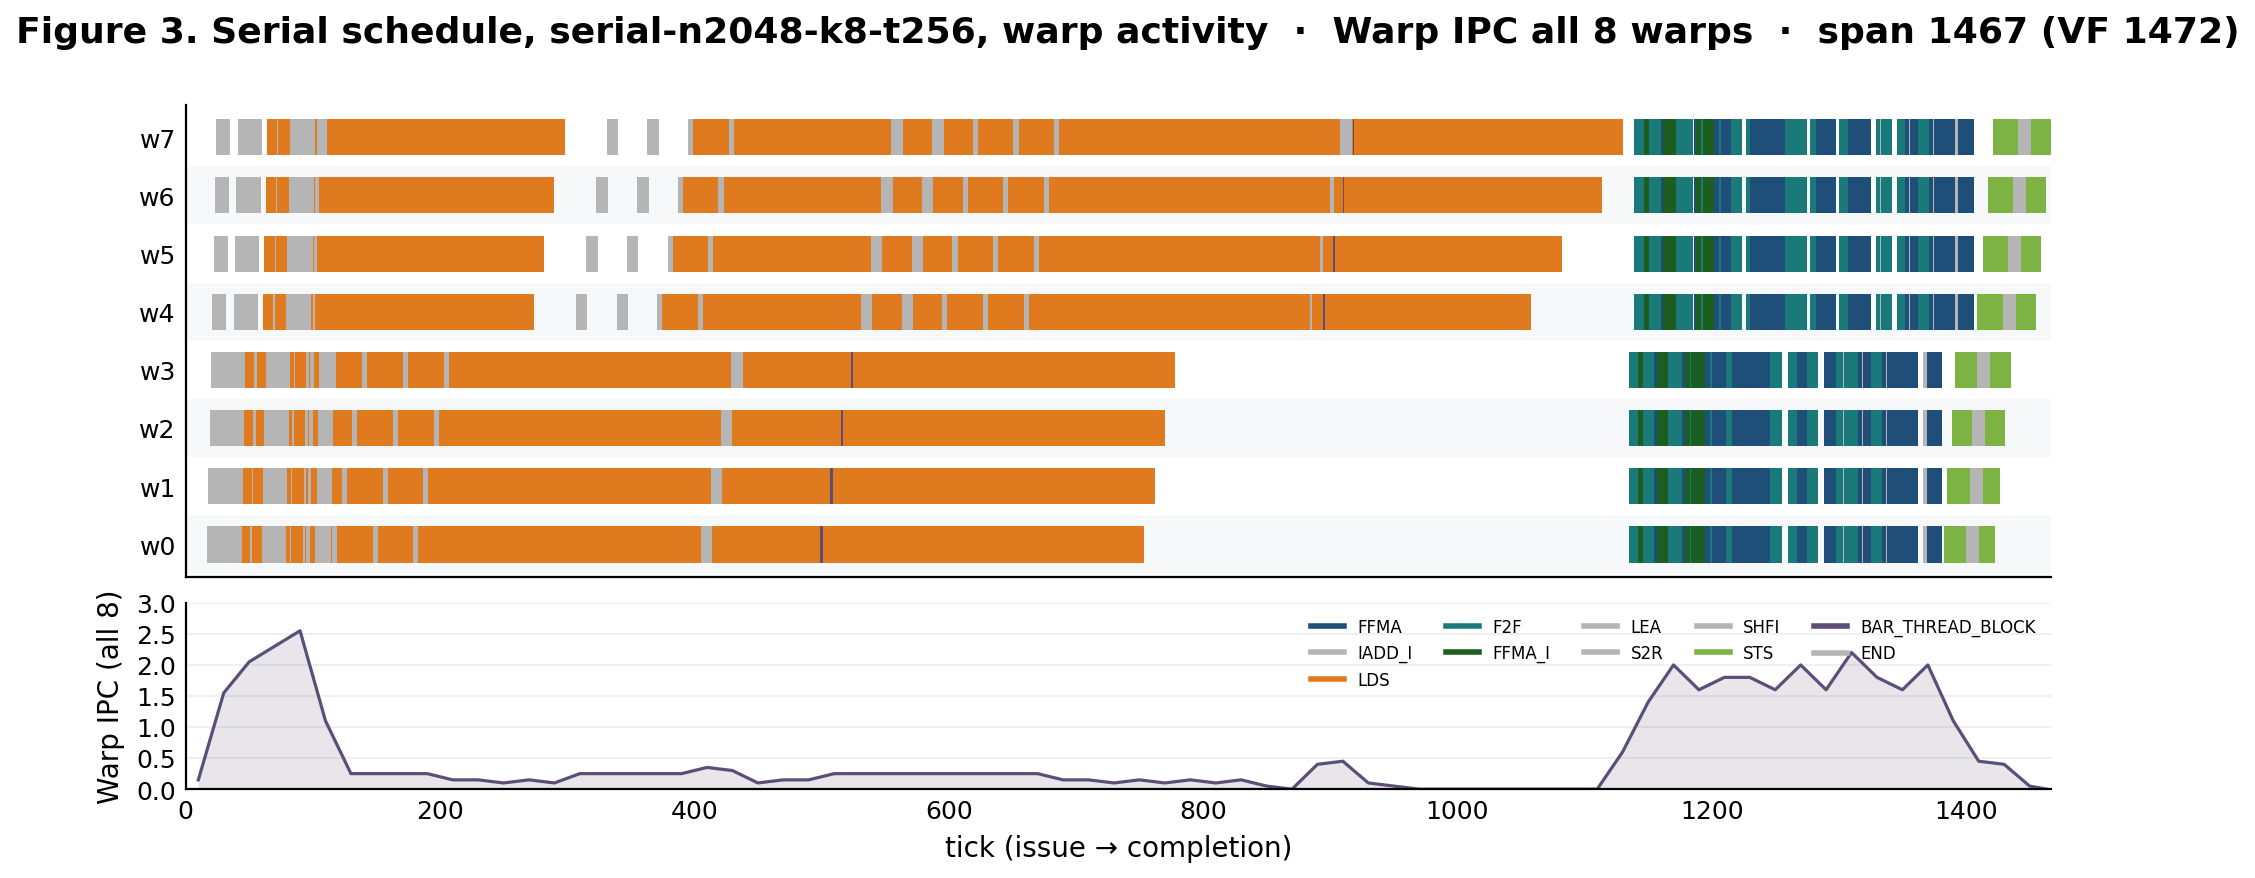 Figure 3. Serial schedule, serial-n2048-k8-t256, warp activity · Warp IPC all 8 warps · span 1467 (VF 1472)
w7
w6
w5
w4
w3
w2
w1
w0
Warp IPC (all 8)
3.0
2.5
2.0
1.5
1.0
0.5
0.0
FFMA F2F LEA SHFI BAR_THREAD_BLOCK
IADD_I FFMA_I S2R STS END
LDS
0 200 400 600 800 1000 1200 1400
tick (issue → completion)